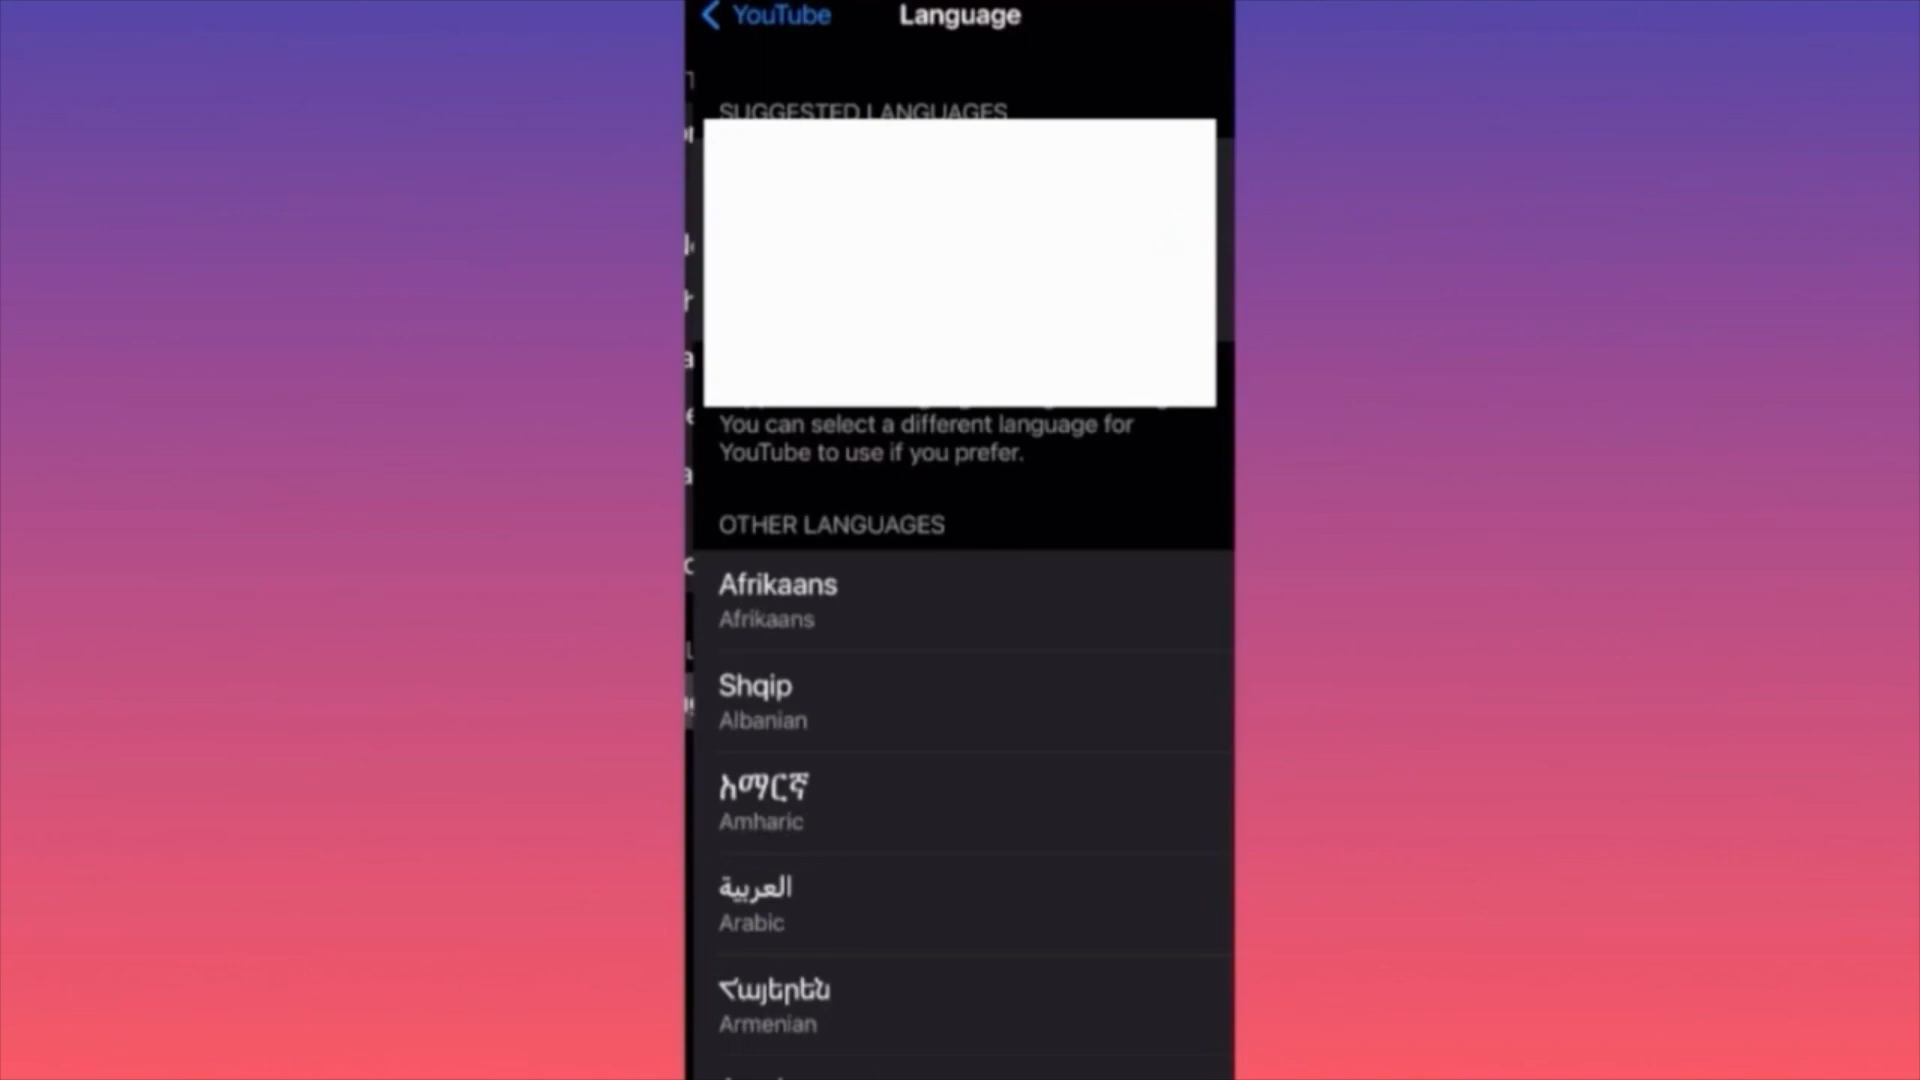 YouTube
Language
SUGGESTED LANGUAGES
You can select a different language for
YouTube to use if you prefer.
OTHER LANGUAGES
Afrikaans
Afrikaans
Shqip
Albanian
አማርኛ
Amharic
العربية
Arabic
Հայերեն
Armenian